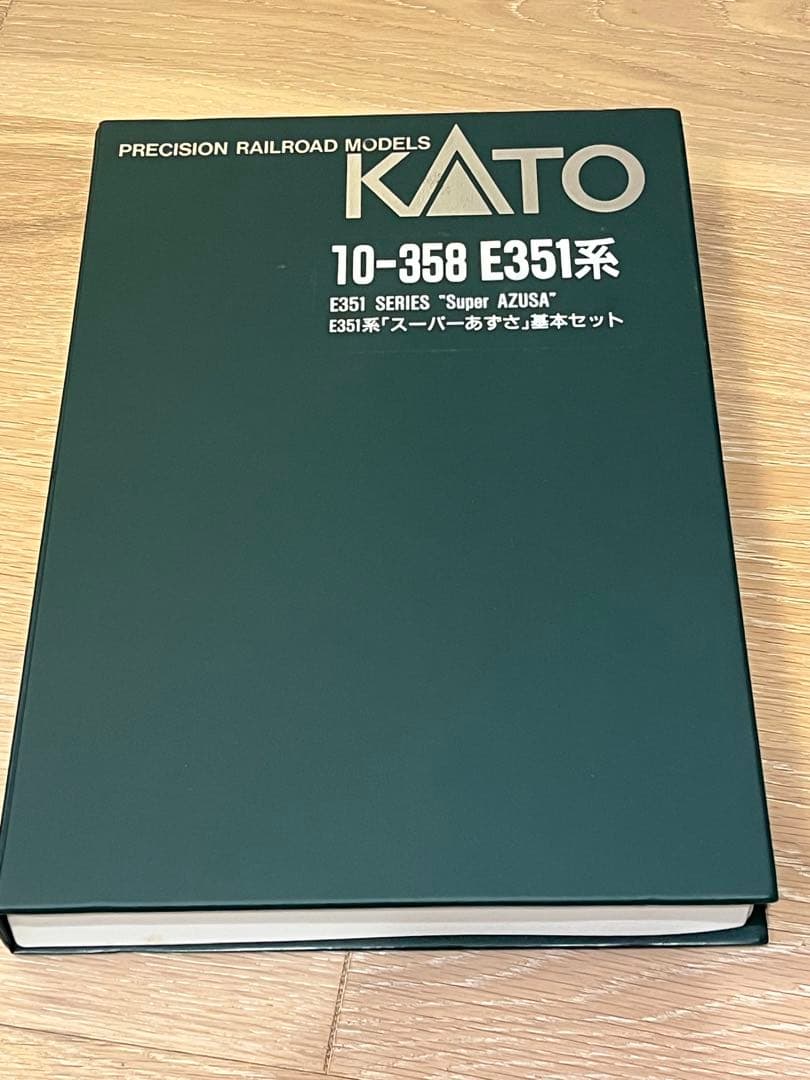 PRECISION RAILROAD MODELS
KATO
10-358 E351系
E351 SERIES "Super AZUSA"
E351系「スーパーあずさ」基本セット